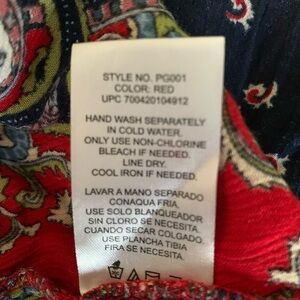 STYLE NO. PG001
COLOR: RED
UPC 700420104912
HAND WASH SEPARATELY
IN COLD WATER.
ONLY USE NON-CHLORINE
BLEACH IF NEEDED.
LINE DRY.
COOL IRON IF NEEDED.
LAVAR A MANO SEPARADO
CONAQUA FRIA.
USE SOLO BLANQUEADOR
SIN CLORO SE NECESITA.
CUANDO SECAR COLGADO.
USE PLANCHA TIBIA
FIRA SE NECESITA.